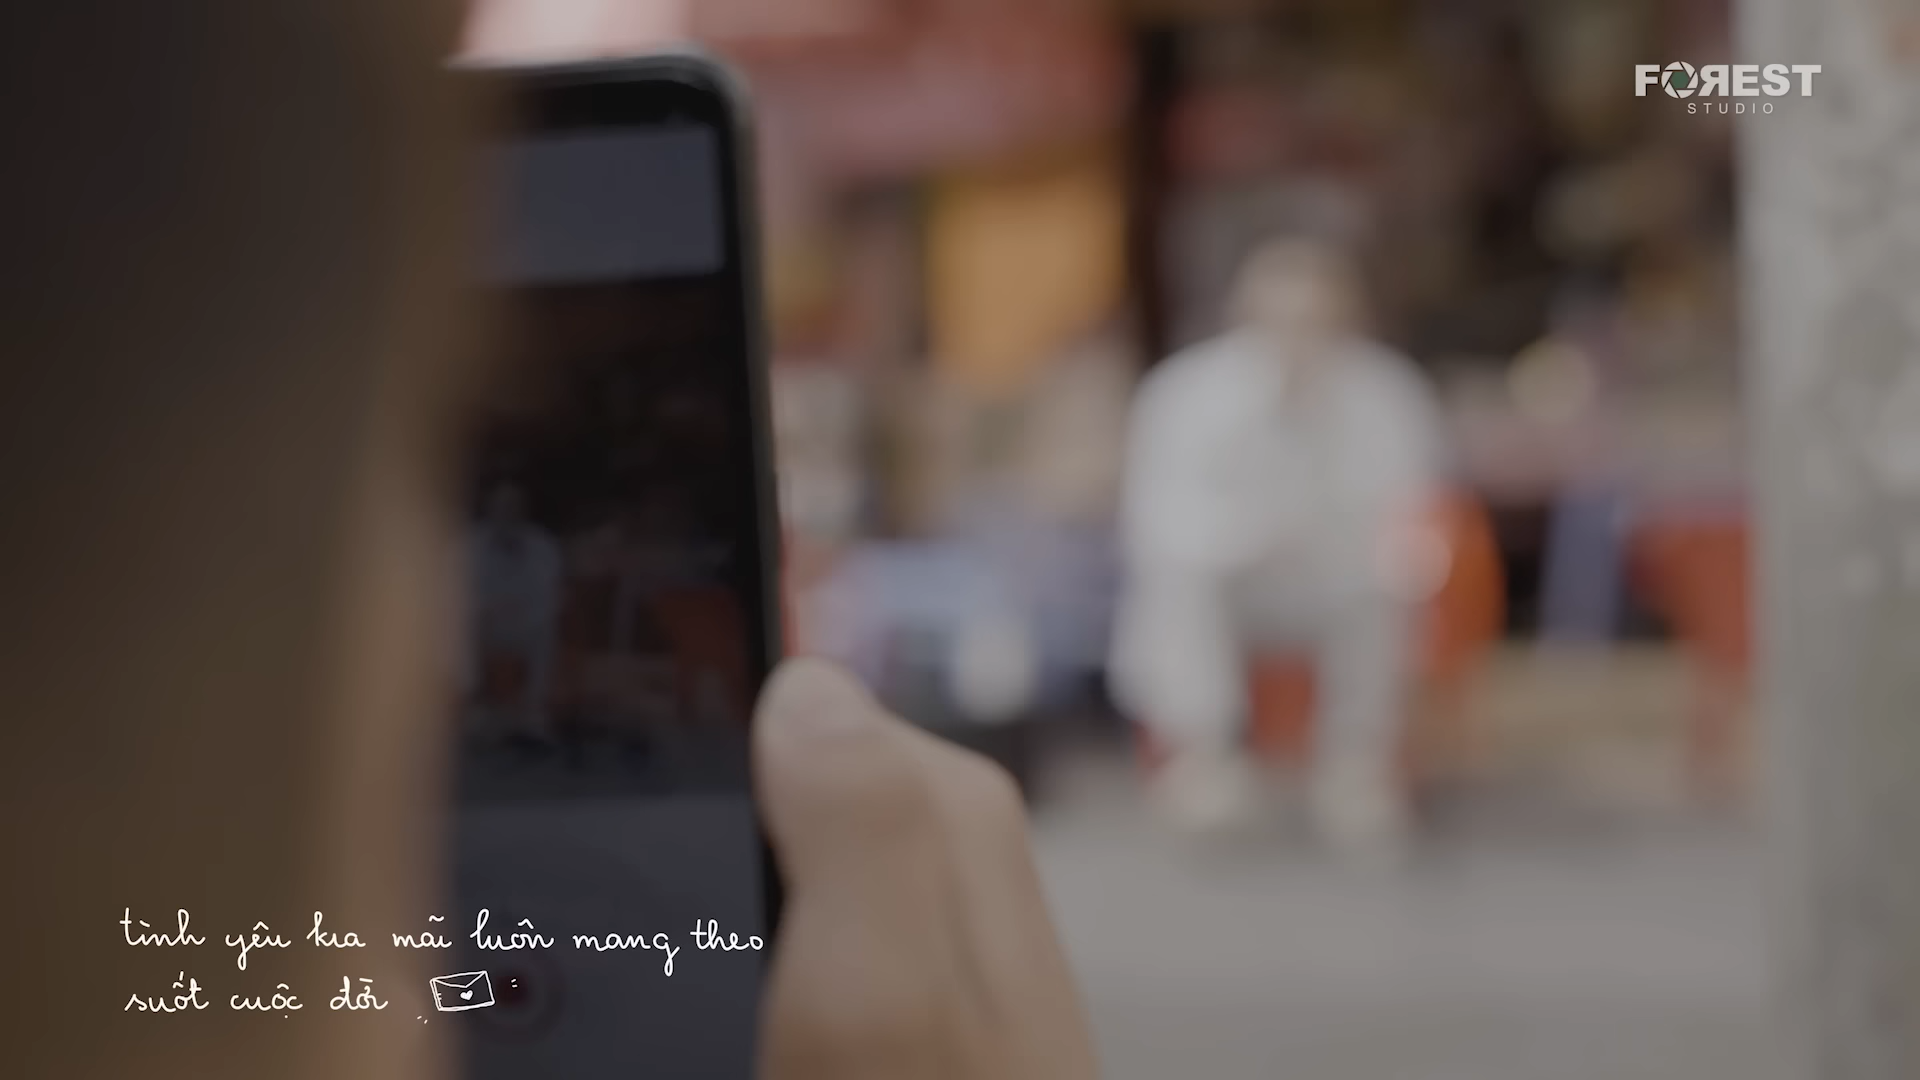 FOREST
STUDIO
tình yêu kia mãi luôn mang theo
suốt cuộc đời